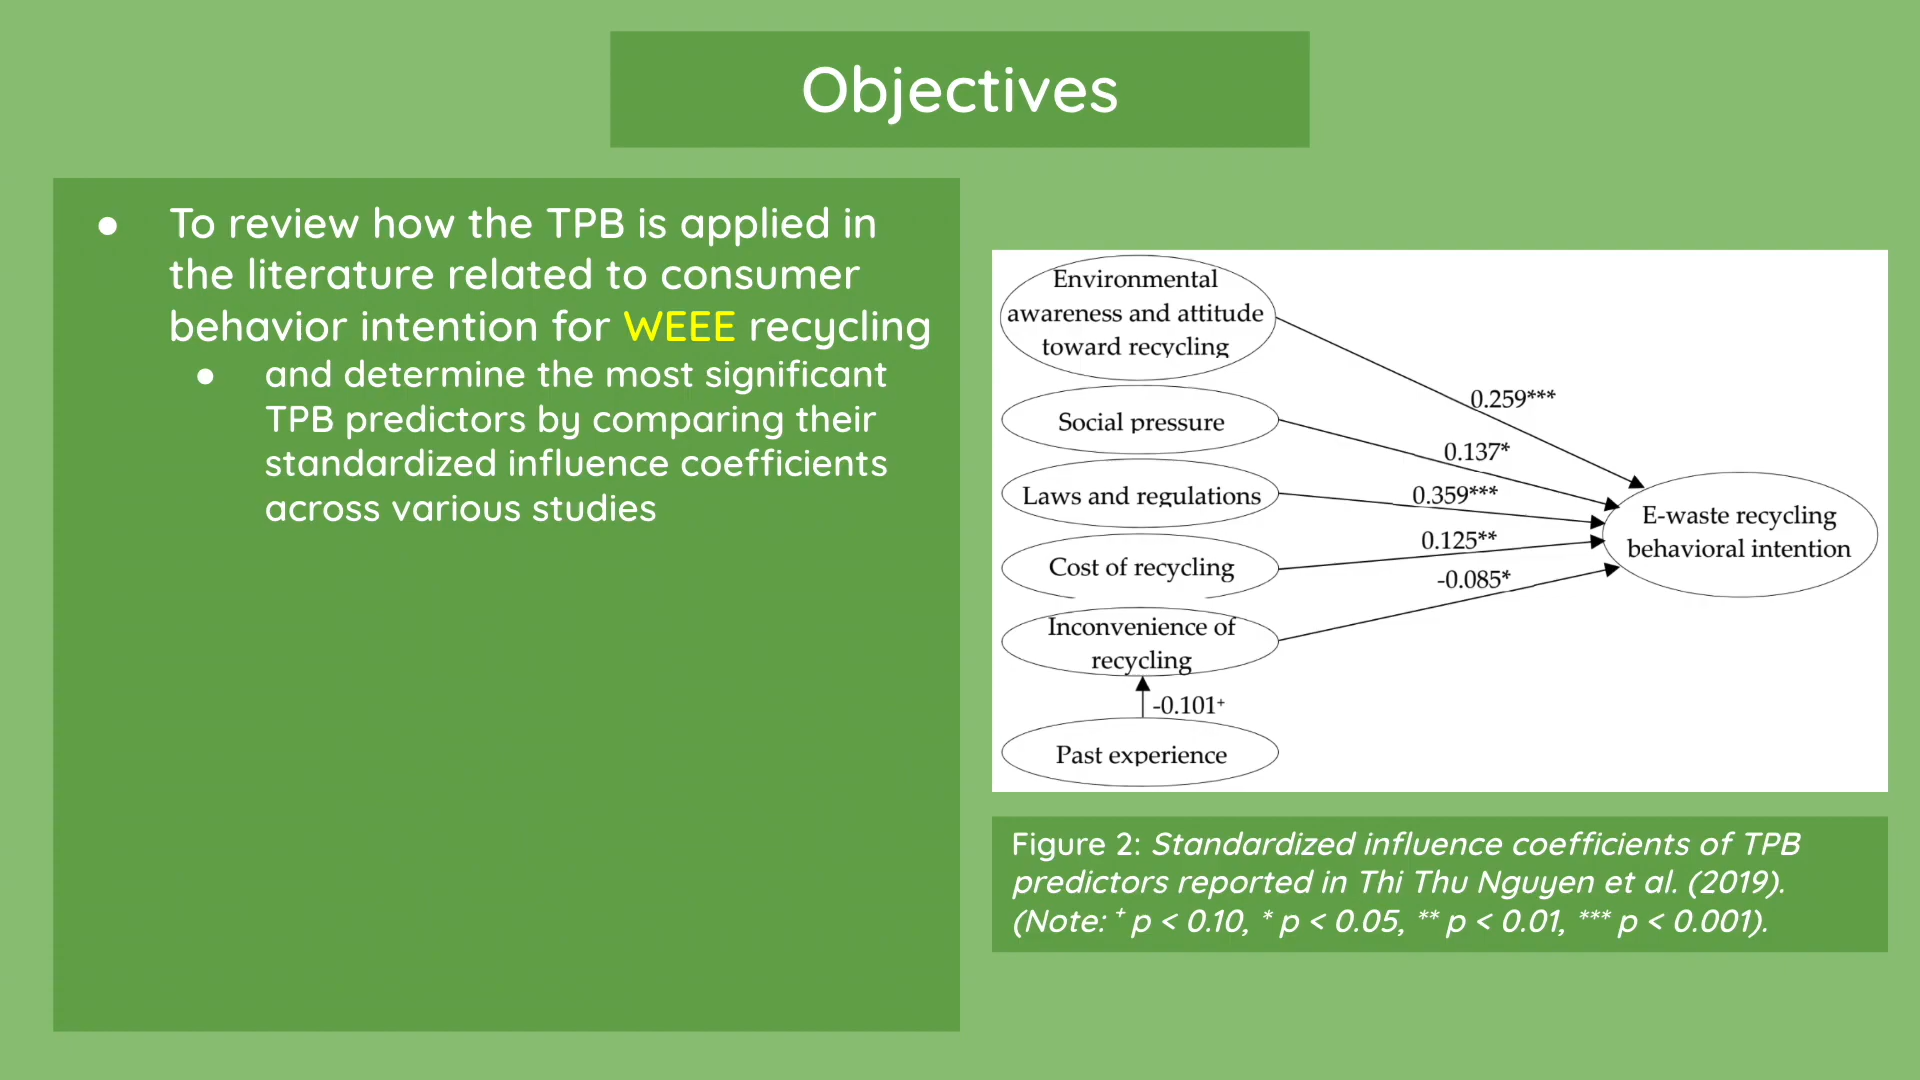 Objectives
● To review how the TPB is applied in
the literature related to consumer
behavior intention for WEEE recycling
● and determine the most significant
TPB predictors by comparing their
standardized influence coefficients
across various studies
Environmental
awareness and attitude
toward recycling
Social pressure
Laws and regulations
Cost of recycling
Inconvenience of
recycling
Past experience
0.259***
0.137*
0.359***
0.125**
-0.085*
-0.101⁺
E-waste recycling
behavioral intention
Figure 2: Standardized influence coefficients of TPB
predictors reported in Thi Thu Nguyen et al. (2019).
(Note: ⁺ p < 0.10, * p < 0.05, ** p < 0.01, *** p < 0.001).